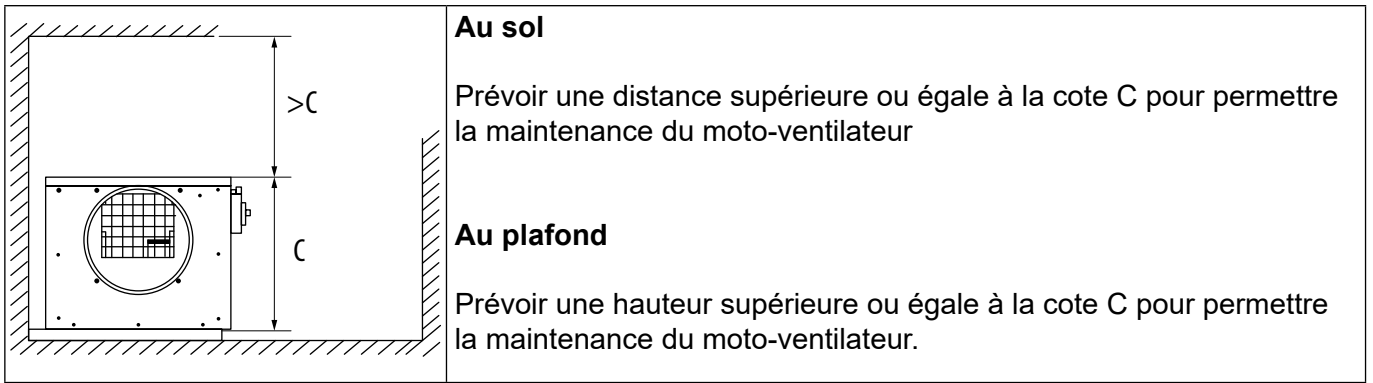 >C
C
Au sol
Prévoir une distance supérieure ou égale à la cote C pour permettre
la maintenance du moto-ventilateur
Au plafond
Prévoir une hauteur supérieure ou égale à la cote C pour permettre
la maintenance du moto-ventilateur.